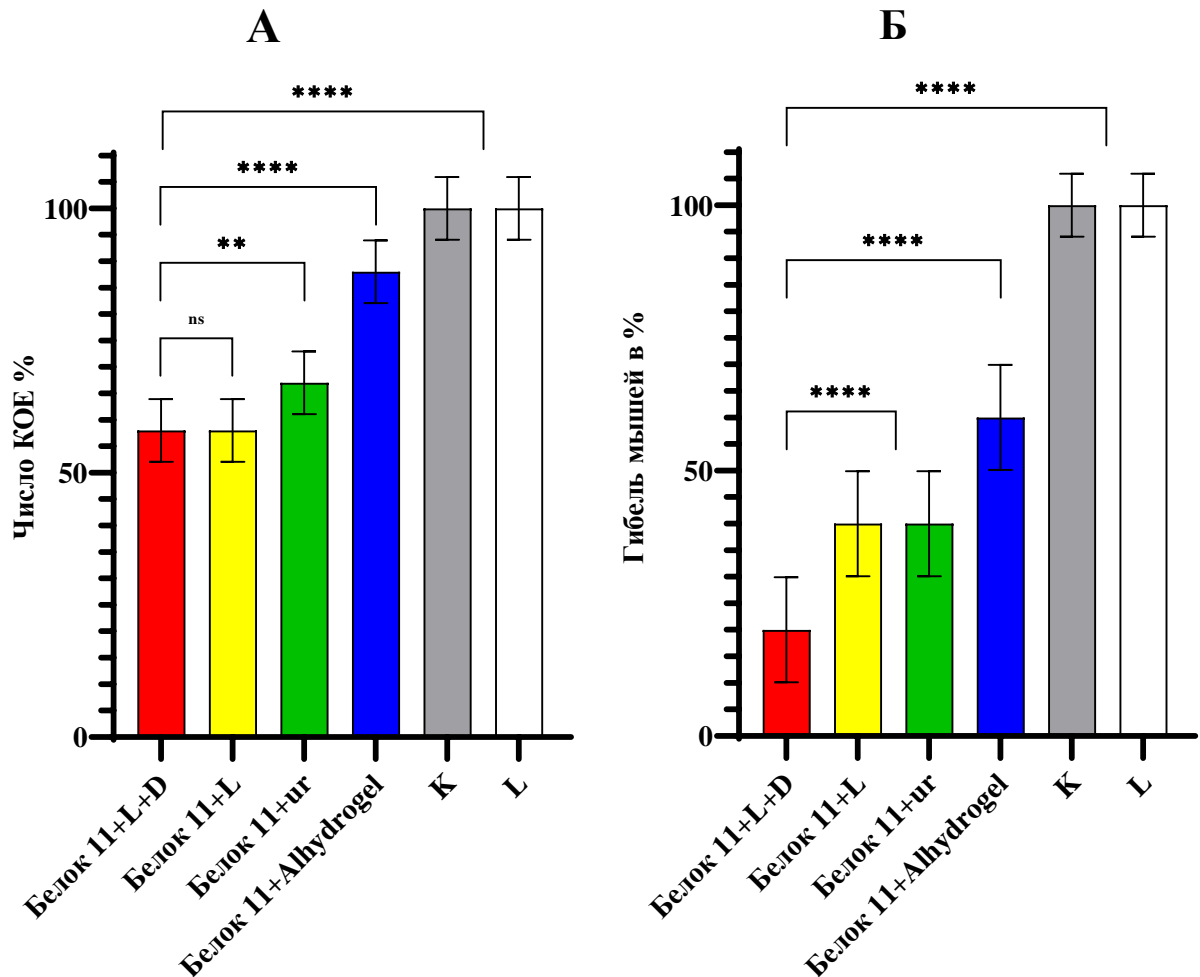 А
****
****
**
ns
100
50
0
Число КОЕ %
Белок 11+L+D
Белок 11+L
Белок 11+ur
Белок 11+Alhydrogel
K
L
Б
****
****
****
100
50
0
Гибель мышей в %
Белок 11+L+D
Белок 11+L
Белок 11+ur
Белок 11+Alhydrogel
K
L